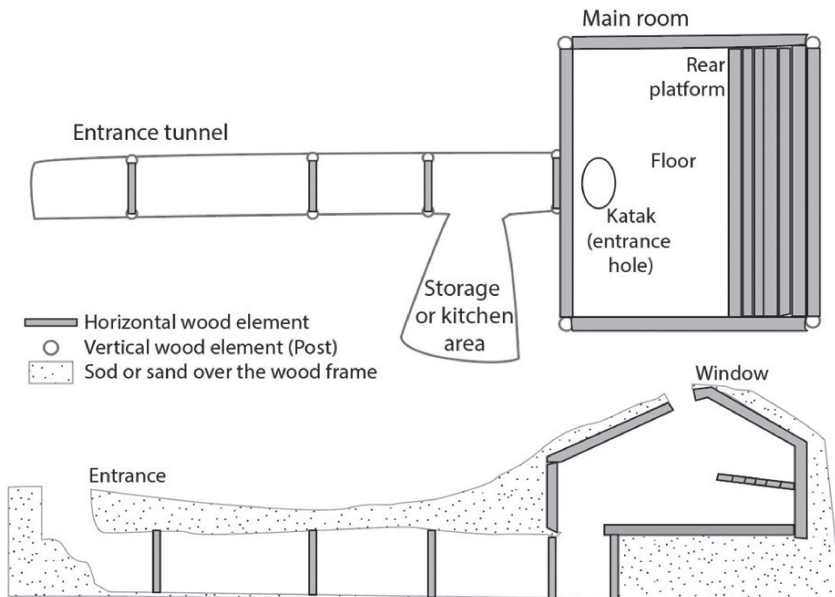 Main room
Rear
platform
Entrance tunnel
Floor
Katak
(entrance
hole)
Storage
or kitchen
area
Horizontal wood element
Vertical wood element (Post)
Sod or sand over the wood frame
Window
Entrance